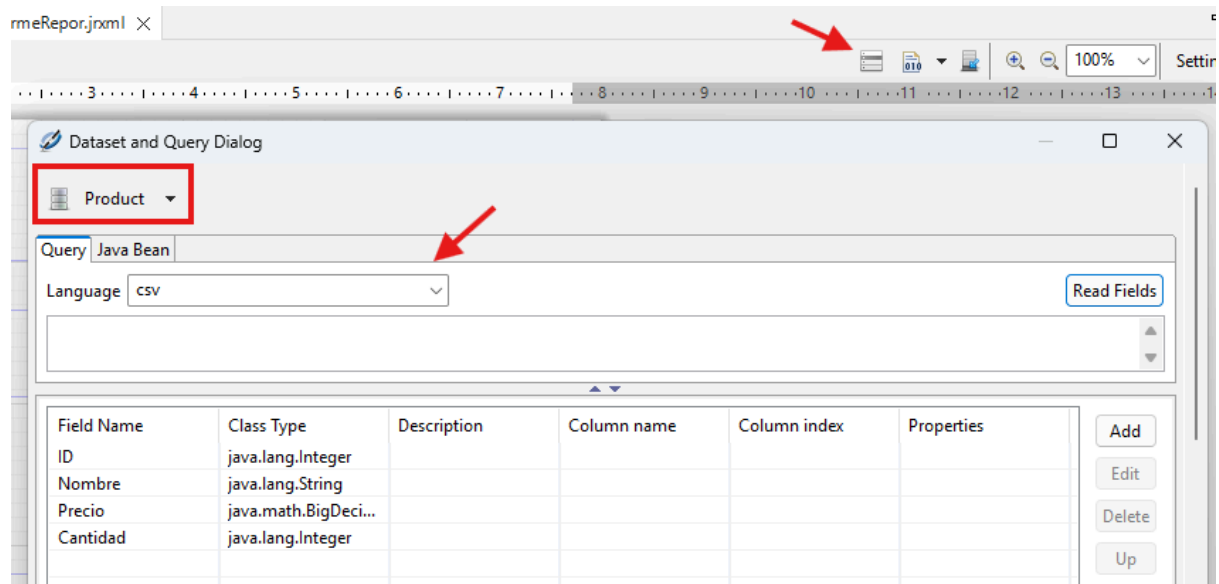 rmeRepor.jrxml
100%
Settin
3 4 5 6 7 8 9 10 11 12 13 1
Dataset and Query Dialog
Product
Query Java Bean
Language csv
Read Fields
Field Name Class Type Description Column name Column index Properties
Add
ID java.lang.Integer
Edit
Nombre java.lang.String
Precio java.math.BigDeci...
Delete
Cantidad java.lang.Integer
Up